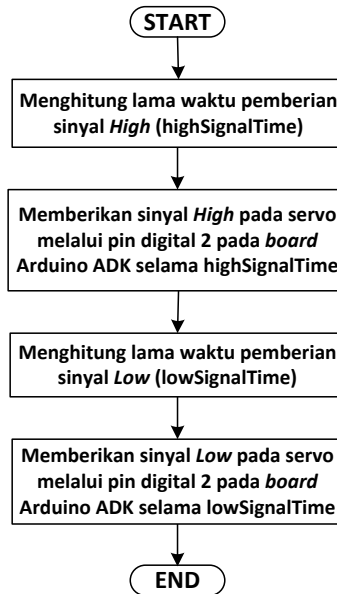 START
Menghitung lama waktu pemberian
sinyal High (highSignalTime)
Memberikan sinyal High pada servo
melalui pin digital 2 pada board
Arduino ADK selama highSignalTime
Menghitung lama waktu pemberian
sinyal Low (lowSignalTime)
Memberikan sinyal Low pada servo
melalui pin digital 2 pada board
Arduino ADK selama lowSignalTime
END